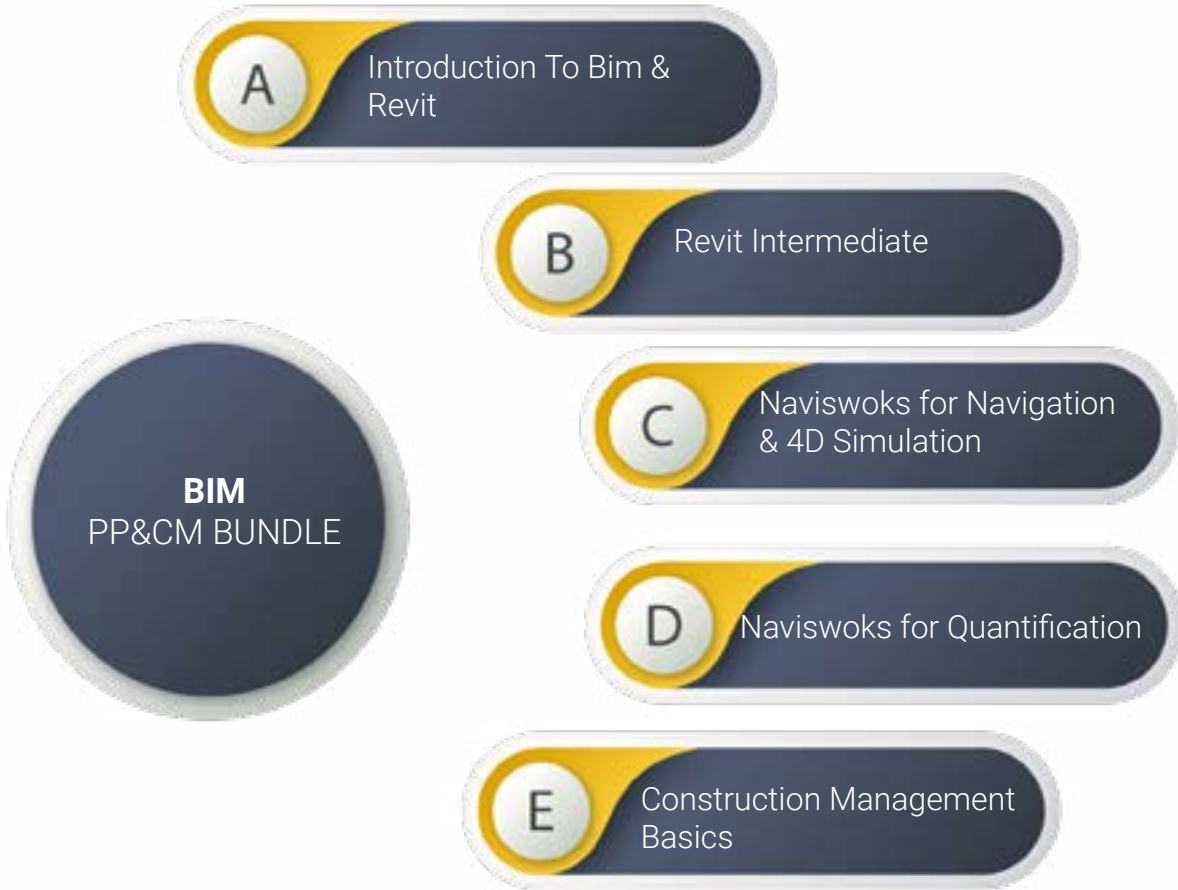 A
Introduction To Bim &
Revit
B
Revit Intermediate
C
Naviswoks for Navigation
& 4D Simulation
BIM
PP&CM BUNDLE
D
Naviswoks for Quantification
E
Construction Management
Basics